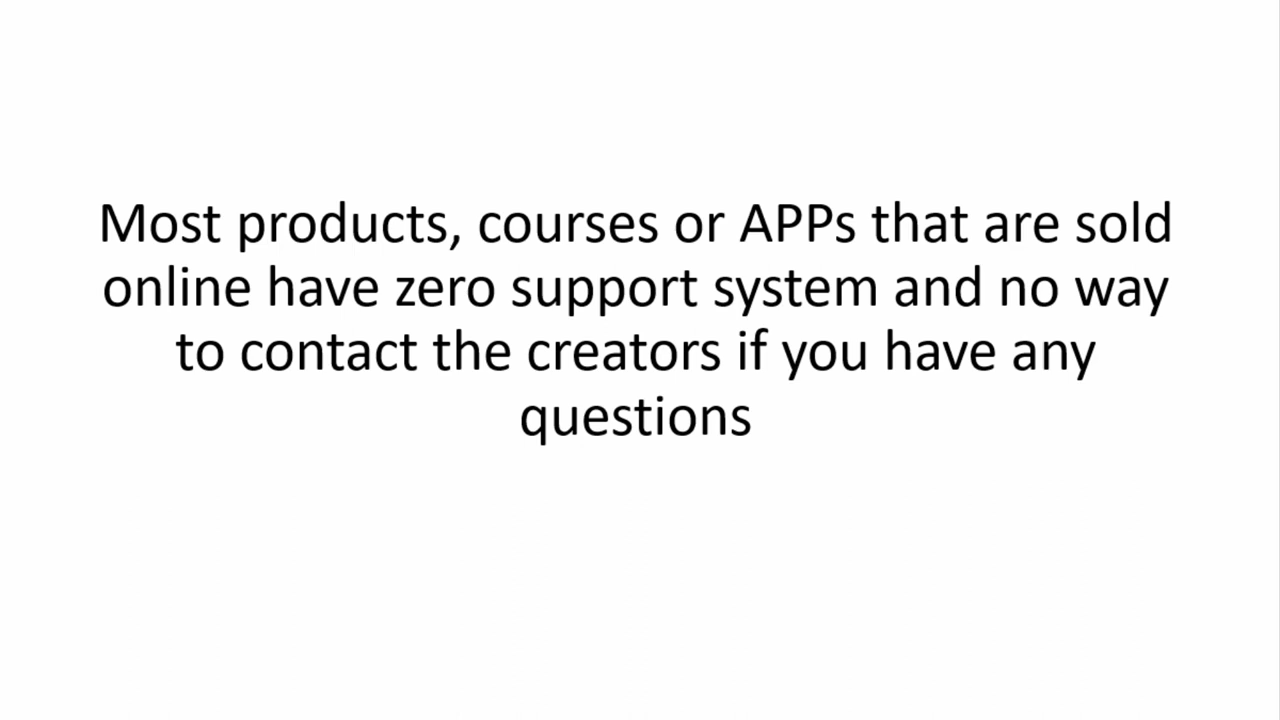 Most products, courses or APPs that are sold
online have zero support system and no way
to contact the creators if you have any
questions